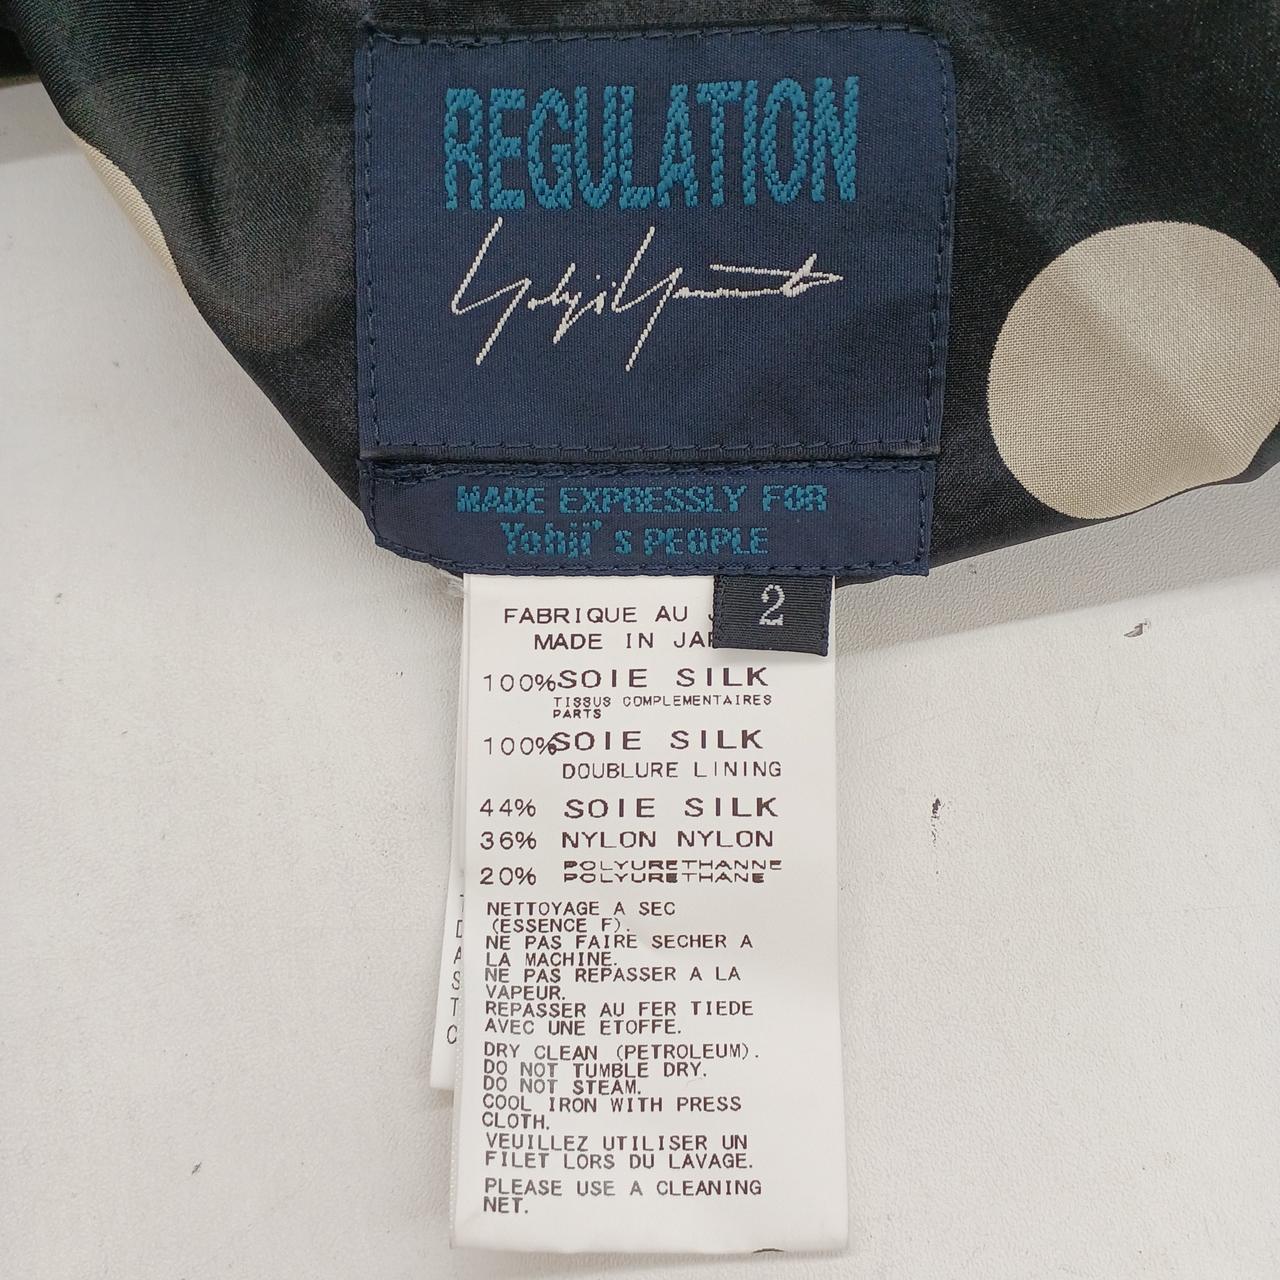 REGULATION
Yohji Yamamoto
MADE EXPRESSLY FOR
Yohji's PEOPLE
2
FABRIQUE AU
MADE IN
100% SOIE SILK
TISSUS COMPLEMENTAIRES
PARTS
100% SOIE SILK
DOUBLURE LINING
44% SOIE SILK
36% NYLON NYLON
20% POLYURETHANNE
POLYURETHANE
NETTOYAGE A SEC
(ESSENCE F).
NE PAS FAIRE SECHER A
LA MACHINE.
NE PAS REPASSER A LA
VAPEUR.
REPASSER AU FER TIEDE
AVEC UNE ETOFFE.
DRY CLEAN (PETROLEUM).
DO NOT TUMBLE DRY.
DO NOT STEAM.
COOL IRON WITH PRESS
CLOTH.
VEUILLEZ UTILISER UN
FILET LORS DU LAVAGE.
PLEASE USE A CLEANING
NET.